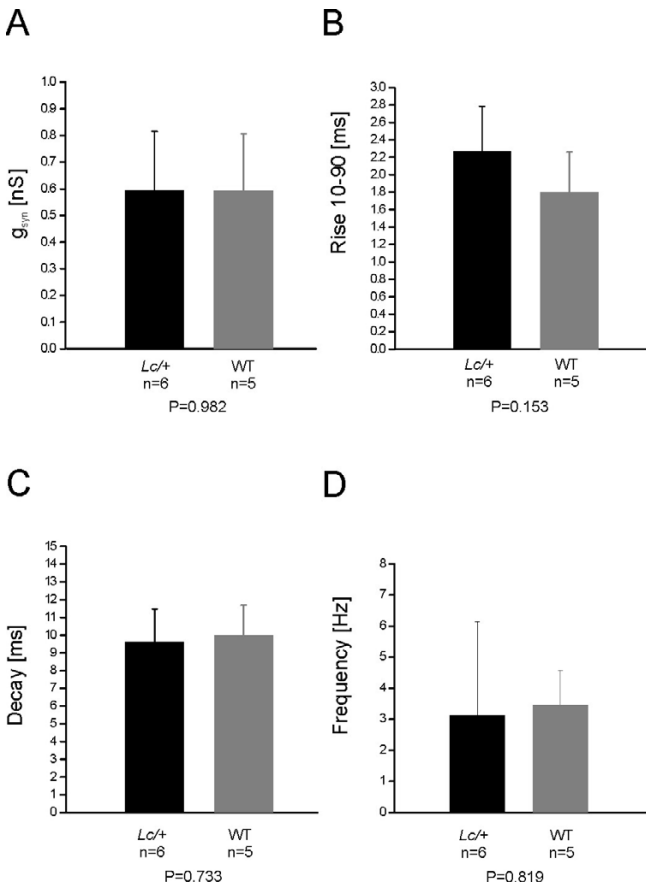 A
g_syn [nS]
1.0
0.9
0.8
0.7
0.6
0.5
0.4
0.3
0.2
0.1
0.0
Lc/+ WT
n=6 n=5
P=0.982
B
Rise 10-90 [ms]
3.0
2.8
2.6
2.4
2.2
2.0
1.8
1.6
1.4
1.2
1.0
0.8
0.6
0.4
0.2
0.0
Lc/+ WT
n=6 n=5
P=0.153
C
Decay [ms]
15
14
13
12
11
10
9
8
7
6
5
4
3
2
1
0
Lc/+ WT
n=6 n=5
P=0.733
D
Frequency [Hz]
8
7
6
5
4
3
2
1
0
Lc/+ WT
n=6 n=5
P=0.819